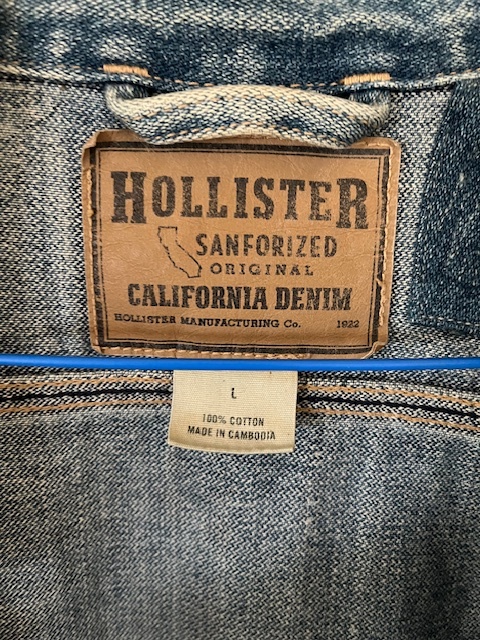 HOLLISTER
SANFORIZED
ORIGINAL
CALIFORNIA DENIM
HOLLISTER MANUFACTURING Co. 1922
L
100% COTTON
MADE IN CAMBODIA